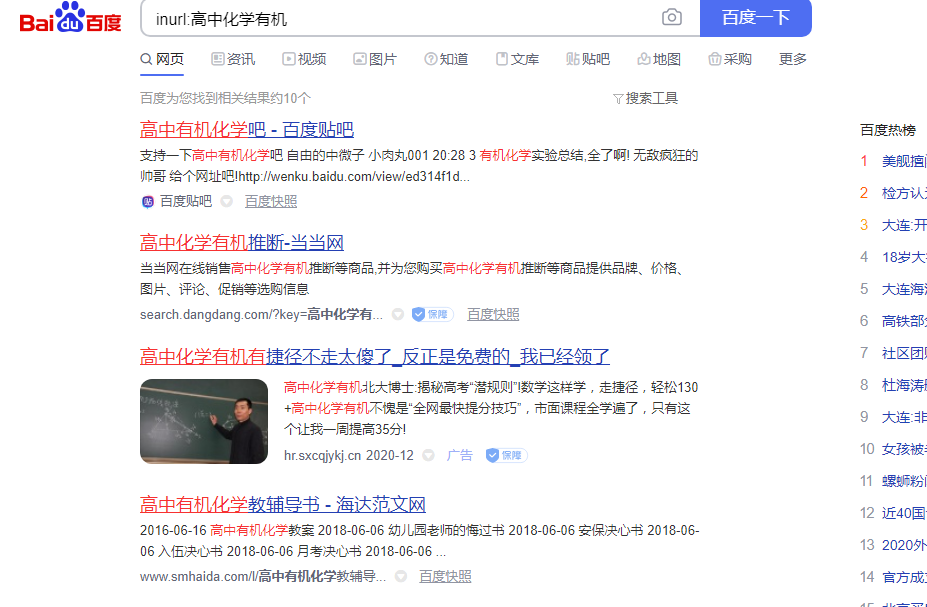 Bai du 百度
inurl:高中化学有机
百度一下
网页 资讯 视频 图片 知道 文库 贴吧 地图 采购 更多
百度为您找到相关结果约10个
搜索工具
高中有机化学吧 - 百度贴吧
支持一下高中有机化学吧 自由的中微子 小肉丸001 20:28 3 有机化学实验总结,全了啊! 无敌疯狂的
帅哥 给个网址吧!http://wenku.baidu.com/view/ed314f1d...
百度贴吧 百度快照
高中化学有机推断-当当网
当当网在线销售高中化学有机推断等商品,并为您购买高中化学有机推断等商品提供品牌、价格、
图片、评论、促销等选购信息
search.dangdang.com/?key=高中化学有... 保障 百度快照
高中化学有机有捷径不走太傻了_反正是免费的_我已经领了
高中化学有机北大博士:揭秘高考“潜规则”!数学这样学，走捷径，轻松130
+高中化学有机不愧是“全网最快提分技巧”，市面课程全学遍了，只有这
个让我一周提高35分!
hr.sxcqjykj.cn 2020-12 广告 保障
高中有机化学教辅导书 - 海达范文网
2016-06-16 高中有机化学教案 2018-06-06 幼儿园老师的悔过书 2018-06-06 安保决心书 2018-06-
06 入伍决心书 2018-06-06 月考决心书 2018-06-06 ...
www.smhaida.com/l/高中有机化学教辅导... 百度快照
百度热榜
1 美舰擅
2 检方认
3 大连:开
4 18岁大
5 大连海
6 高铁部
7 社区团
8 杜海涛
9 大连:非
10 女孩被
11 螺蛳粉
12 近40国
13 2020外
14 官方成